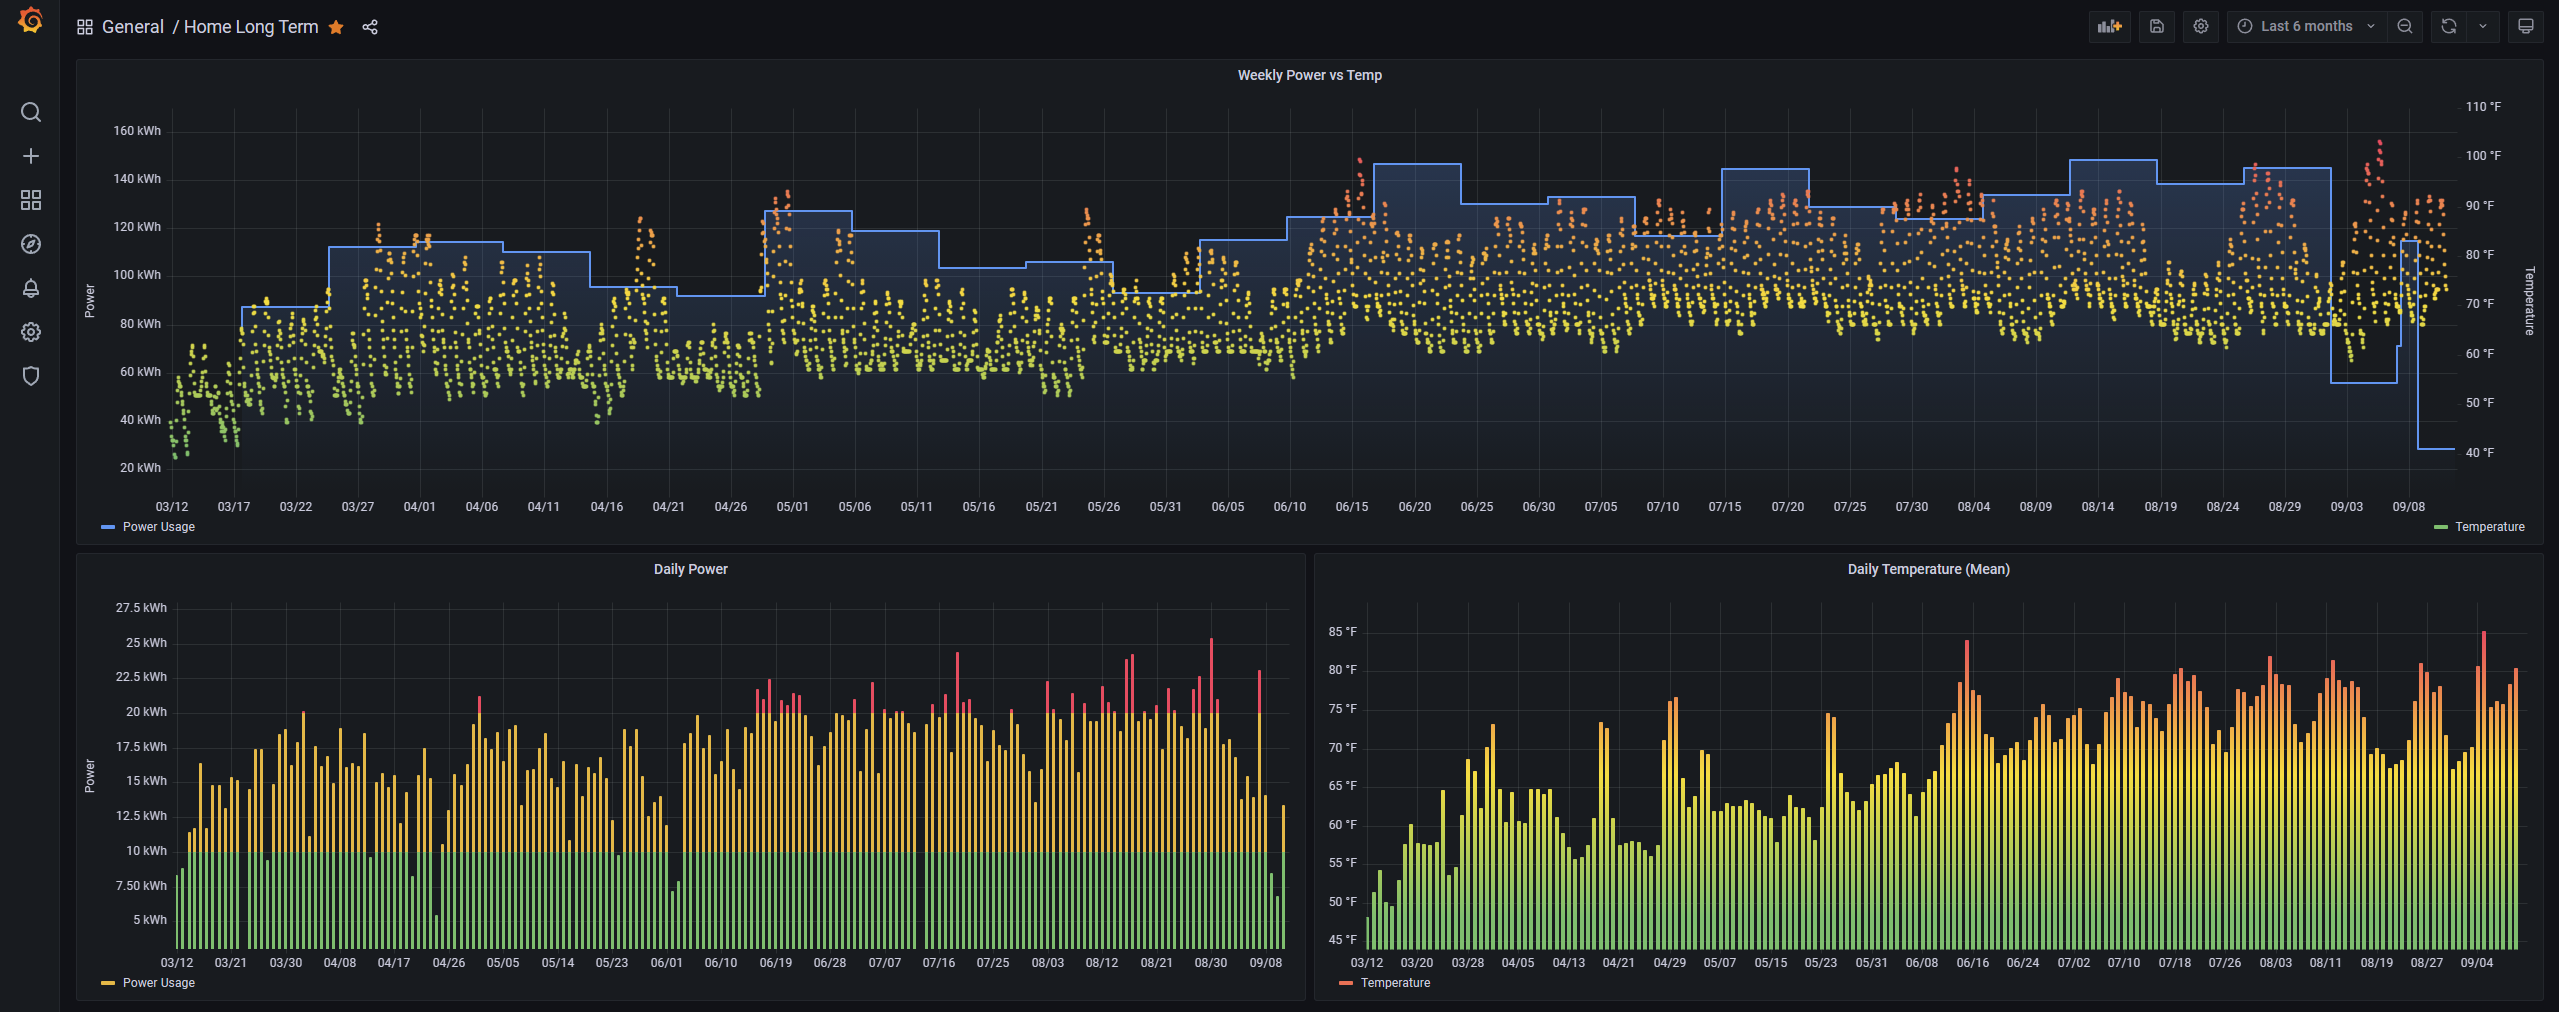 General / Home Long Term
Last 6 months
Weekly Power vs Temp
160 kWh
140 kWh
120 kWh
100 kWh
80 kWh
60 kWh
40 kWh
20 kWh
Power
110 °F
100 °F
90 °F
80 °F
70 °F
60 °F
50 °F
40 °F
Temperature
03/12 03/17 03/22 03/27 04/01 04/06 04/11 04/16 04/21 04/26 05/01 05/06 05/11 05/16 05/21 05/26 05/31 06/05 06/10 06/15 06/20 06/25 06/30 07/05 07/10 07/15 07/20 07/25 07/30 08/04 08/09 08/14 08/19 08/24 08/29 09/03 09/08
Power Usage
Temperature
Daily Power
27.5 kWh
25 kWh
22.5 kWh
20 kWh
17.5 kWh
15 kWh
12.5 kWh
10 kWh
7.50 kWh
5 kWh
Power
03/12 03/21 03/30 04/08 04/17 04/26 05/05 05/14 05/23 06/01 06/10 06/19 06/28 07/07 07/16 07/25 08/03 08/12 08/21 08/30 09/08
Power Usage
Daily Temperature (Mean)
85 °F
80 °F
75 °F
70 °F
65 °F
60 °F
55 °F
50 °F
45 °F
03/12 03/20 03/28 04/05 04/13 04/21 04/29 05/07 05/15 05/23 05/31 06/08 06/16 06/24 07/02 07/10 07/18 07/26 08/03 08/11 08/19 08/27 09/04
Temperature